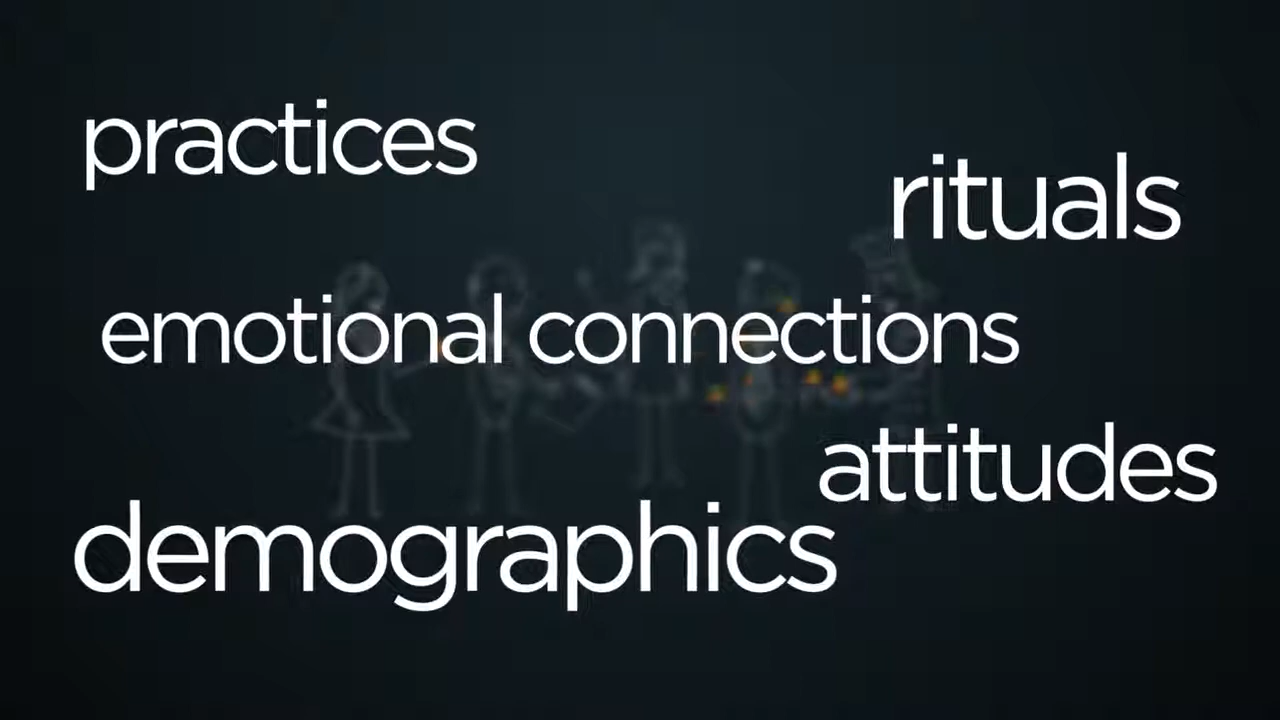 practices
rituals
emotional connections
attitudes
demographics